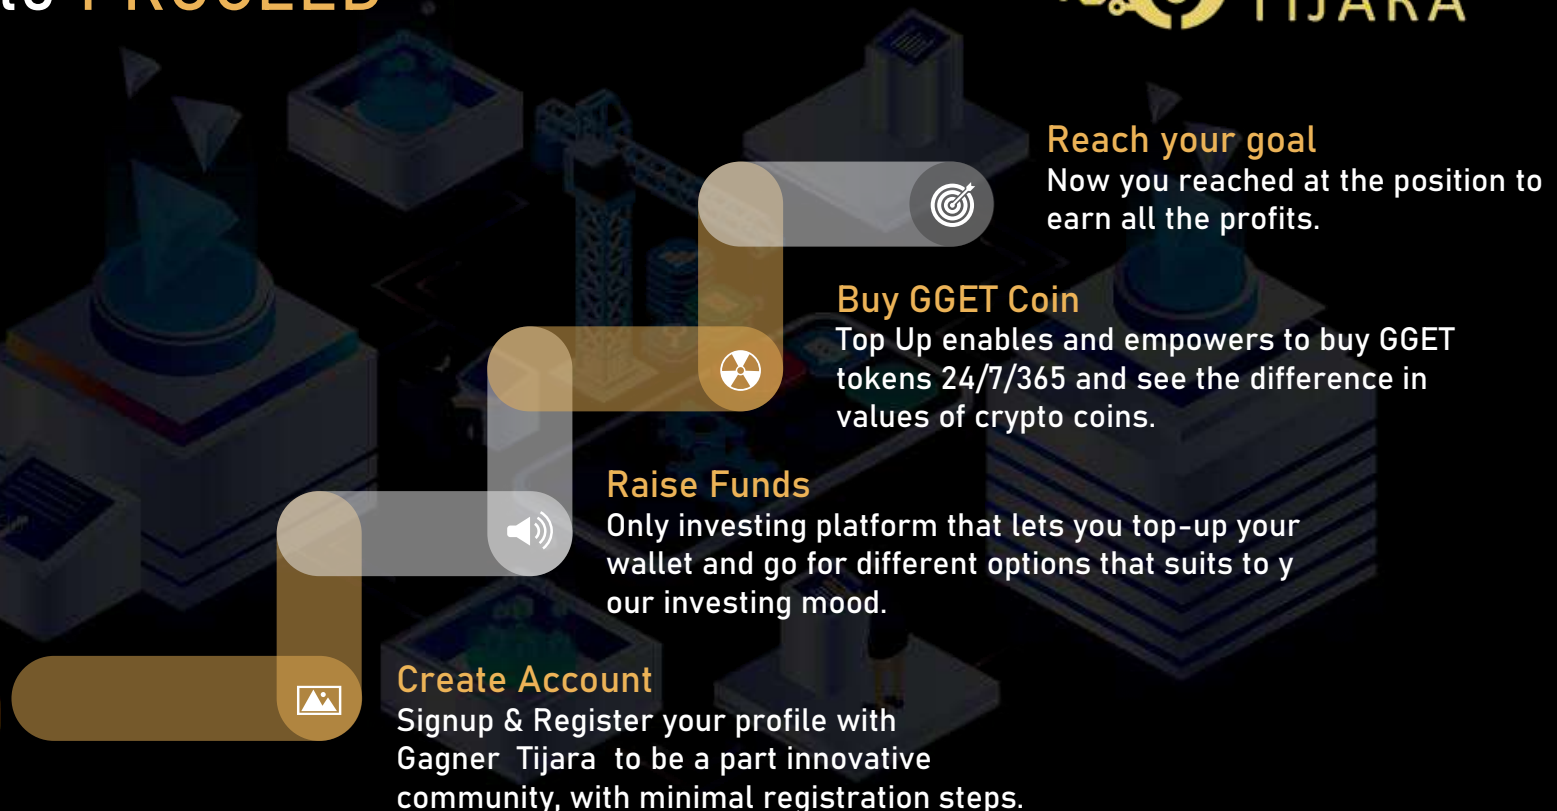 to PROCEED
TIJARA
Reach your goal
Now you reached at the position to
earn all the profits.
Buy GGET Coin
Top Up enables and empowers to buy GGET
tokens 24/7/365 and see the difference in
values of crypto coins.
Raise Funds
Only investing platform that lets you top-up your
wallet and go for different options that suits to y
our investing mood.
Create Account
Signup & Register your profile with
Gagner Tijara to be a part innovative
community, with minimal registration steps.